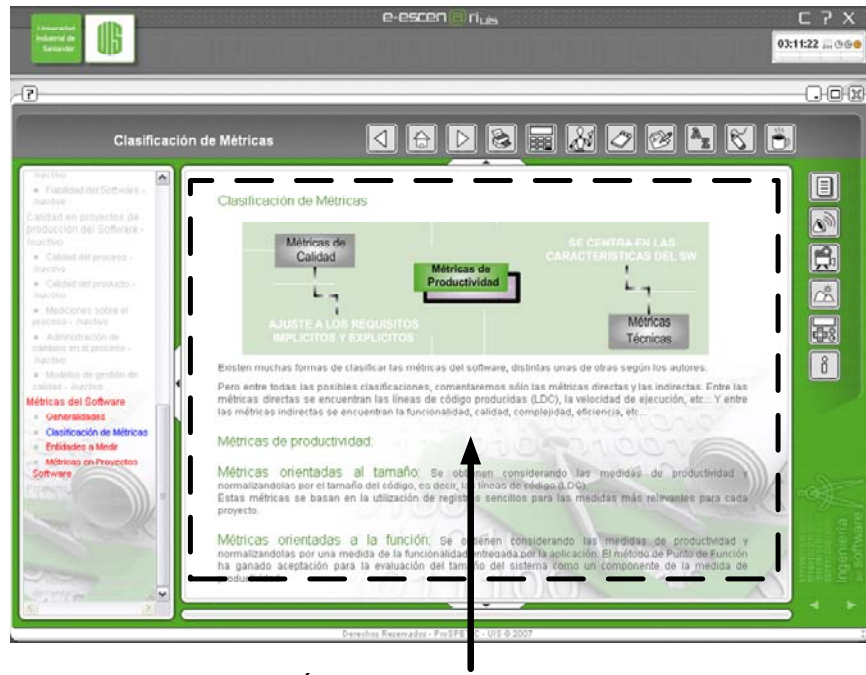 Universidad
Industrial de
Santander
UIS
e-escen@riUIS
C ? X
03:11:22
?
Clasificación de Métricas
Inactivo
Fiabilidad del Software -
Inactivo
Calidad en proyectos de
producción del Software -
Inactivo
Calidad del proceso -
Inactivo
Calidad del producto -
Inactivo
Mediciones sobre el
proceso - Inactivo
Administración de
cambios en el proceso -
Inactivo
Modelos de gestión de
calidad - Inactivo
Métricas del Software
Generalidades
Clasificación de Métricas
Entidades a Medir
Métricas en Proyectos
Software
Clasificación de Métricas
Métricas de
Calidad
AJUSTE A LOS REQUISITOS
IMPLICITOS Y EXPLICITOS
Métricas de
Productividad
SE CENTRA EN LAS
CARACTERISTICAS DEL SW
Métricas
Técnicas
Existen muchas formas de clasificar las métricas del software, distintas unas de otras según los autores.
Pero entre todas las posibles clasificaciones, comentaremos sólo las métricas directas y las indirectas. Entre las
métricas directas se encuentran las líneas de código producidas (LDC), la velocidad de ejecución, etc... Y entre
las métricas indirectas se encuentran la funcionalidad, calidad, complejidad, eficiencia, etc...
Métricas de productividad:
Métricas orientadas al tamaño: Se obtienen considerando las medidas de productividad y
normalizandolas por el tamaño del código, es decir, las líneas de código (LDC).
Estas métricas se basan en la utilización de registros sencillos para las medidas más relevantes para cada
proyecto.
Métricas orientadas a la función: Se obtienen considerando las medidas de productividad y
normalizandolas por una medida de la funcionalidad entregada por la aplicación. El método de Punto de Función
ha ganado aceptación para la evaluación del tamaño del sistema como un componente de la medida de
productividad
ingeniería
software
Derechos Reservados - ProSPETIC - UIS © 2007